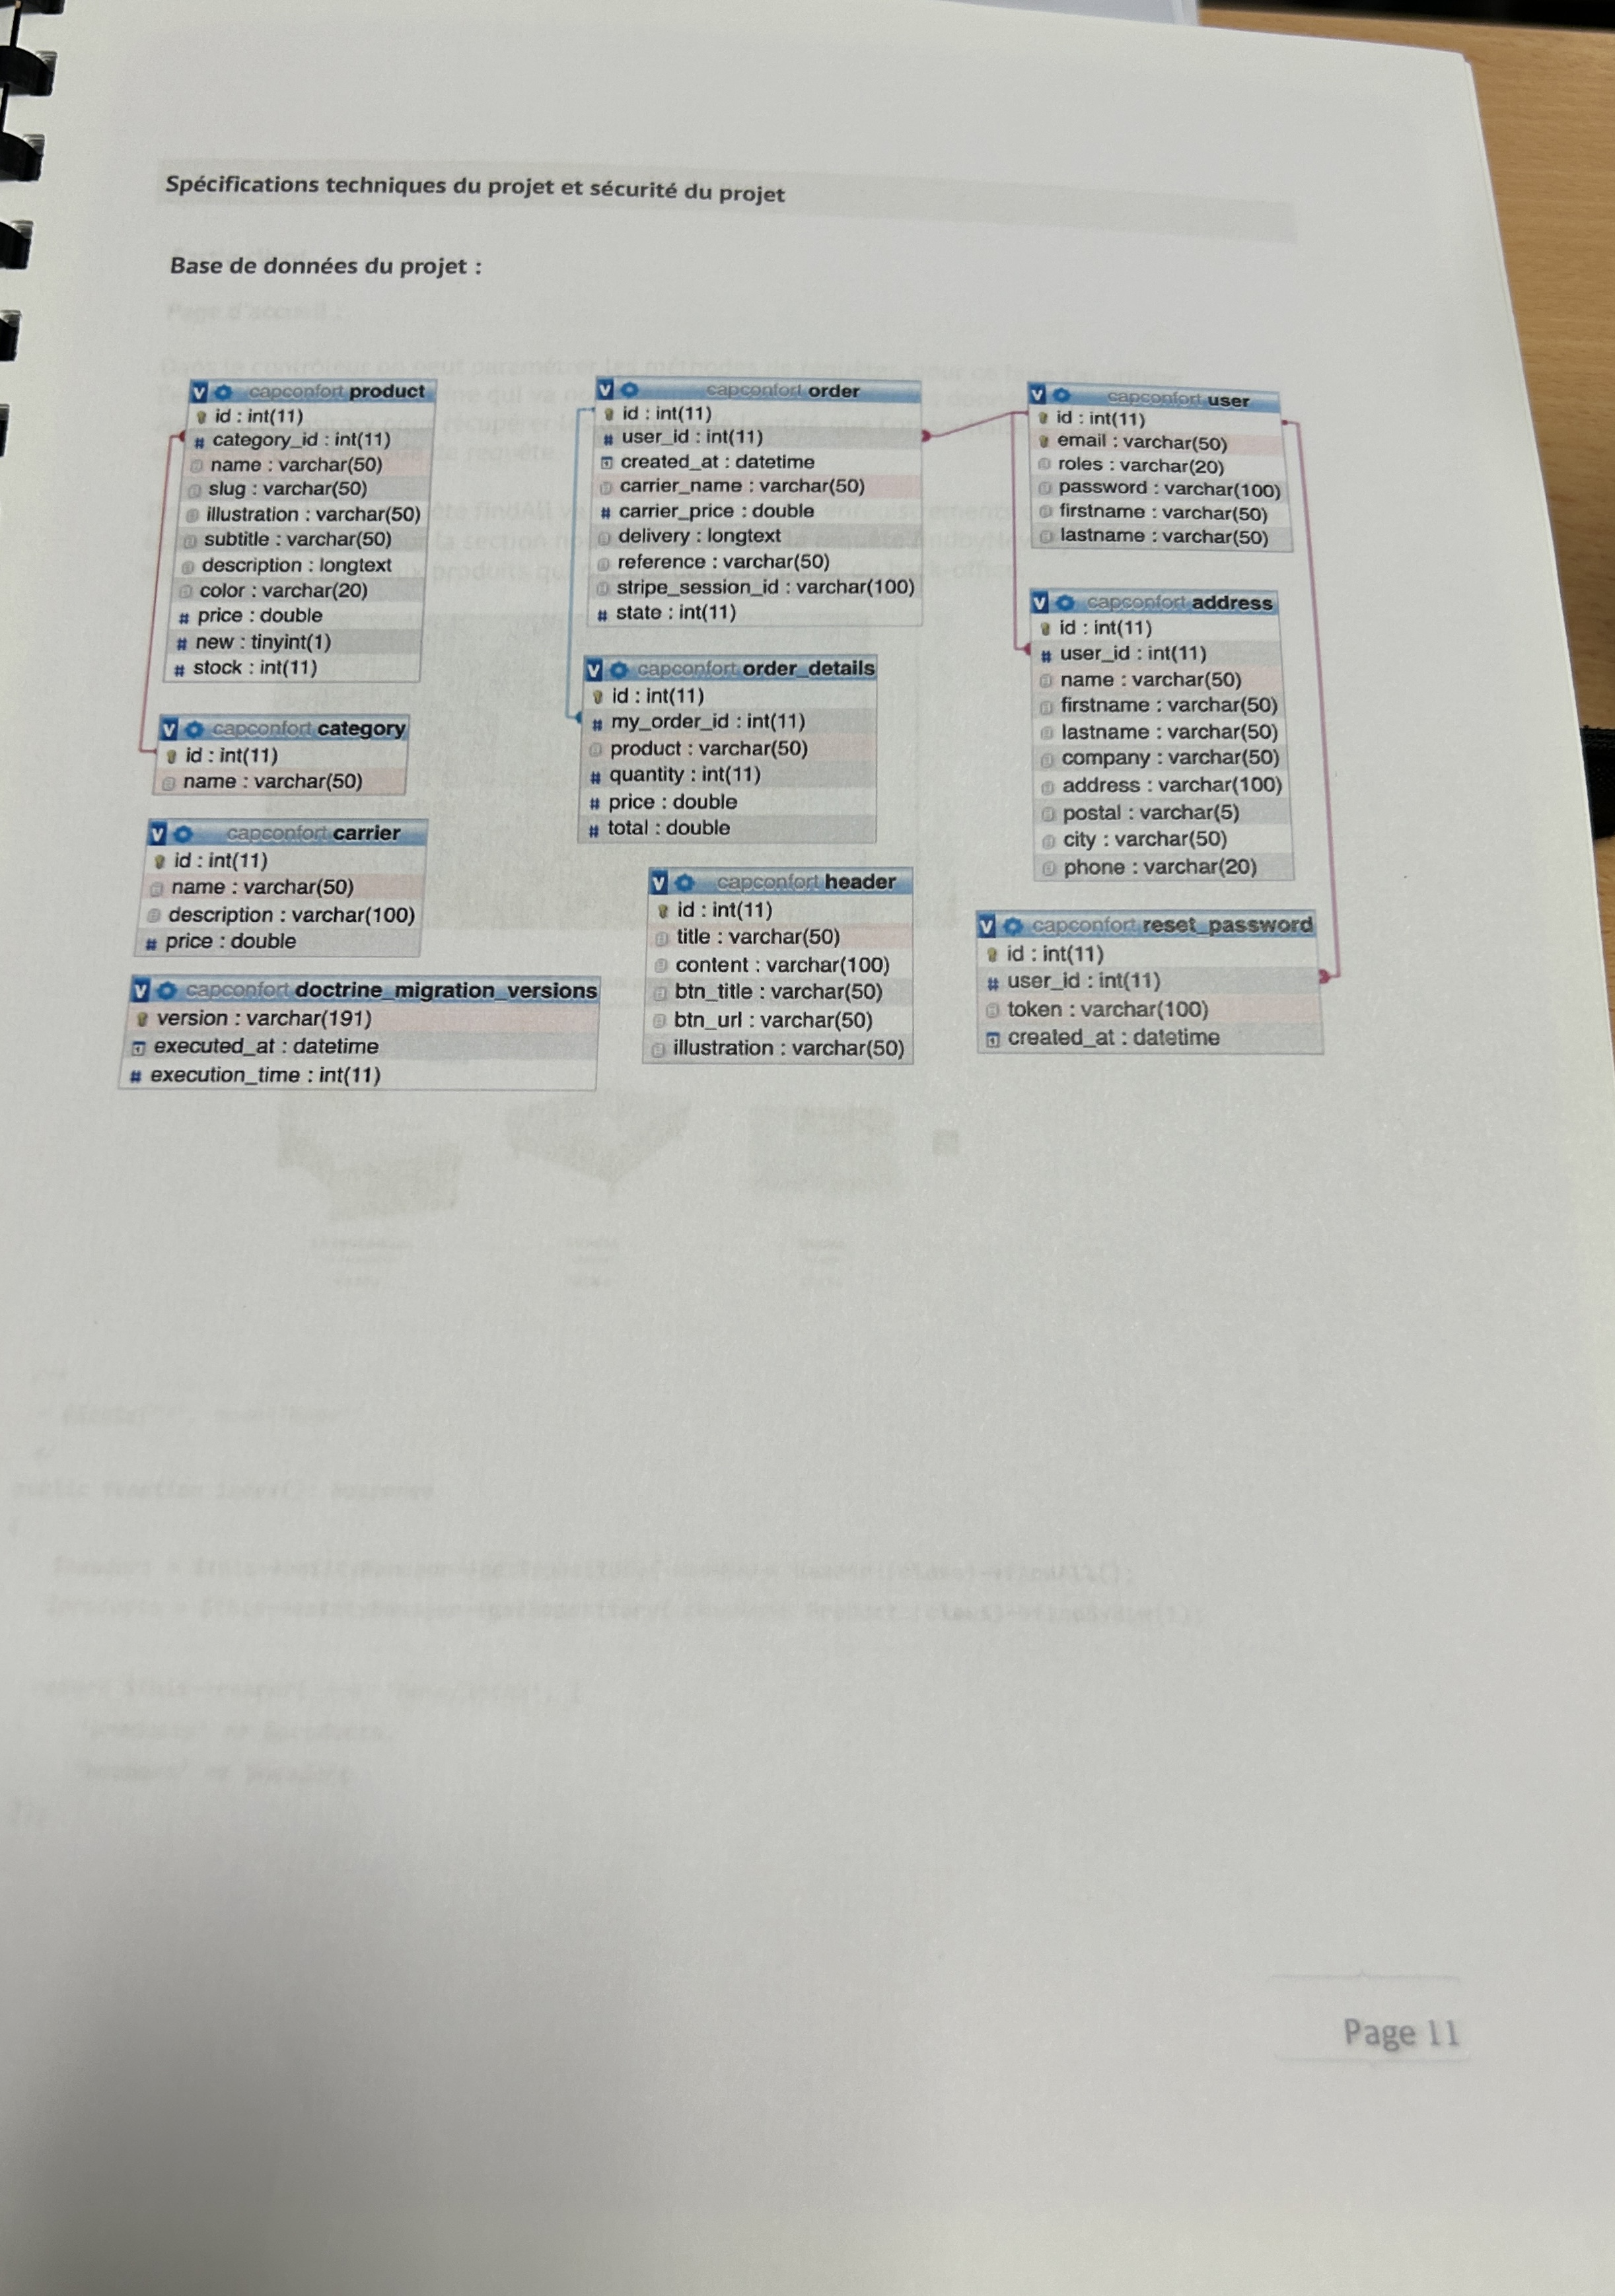 Spécifications techniques du projet et sécurité du projet
Base de données du projet :
Page d'accueil :
capconfort product
id : int(11)
category_id : int(11)
name : varchar(50)
slug : varchar(50)
illustration : varchar(50)
subtitle : varchar(50)
description : longtext
color : varchar(20)
price : double
new : tinyint(1)
stock : int(11)
capconfort category
id : int(11)
name : varchar(50)
capconfort carrier
id : int(11)
name : varchar(50)
description : varchar(100)
price : double
capconfort doctrine_migration_versions
version : varchar(191)
executed_at : datetime
execution_time : int(11)
capconfort order
id : int(11)
user_id : int(11)
created_at : datetime
carrier_name : varchar(50)
carrier_price : double
delivery : longtext
reference : varchar(50)
stripe_session_id : varchar(100)
state : int(11)
capconfort order_details
id : int(11)
my_order_id : int(11)
product : varchar(50)
quantity : int(11)
price : double
total : double
capconfort header
id : int(11)
title : varchar(50)
content : varchar(100)
btn_title : varchar(50)
btn_url : varchar(50)
illustration : varchar(50)
capconfort user
id : int(11)
email : varchar(50)
roles : varchar(20)
password : varchar(100)
firstname : varchar(50)
lastname : varchar(50)
capconfort address
id : int(11)
user_id : int(11)
name : varchar(50)
firstname : varchar(50)
lastname : varchar(50)
company : varchar(50)
address : varchar(100)
postal : varchar(5)
city : varchar(50)
phone : varchar(20)
capconfort reset_password
id : int(11)
user_id : int(11)
token : varchar(100)
created_at : datetime
Page 11